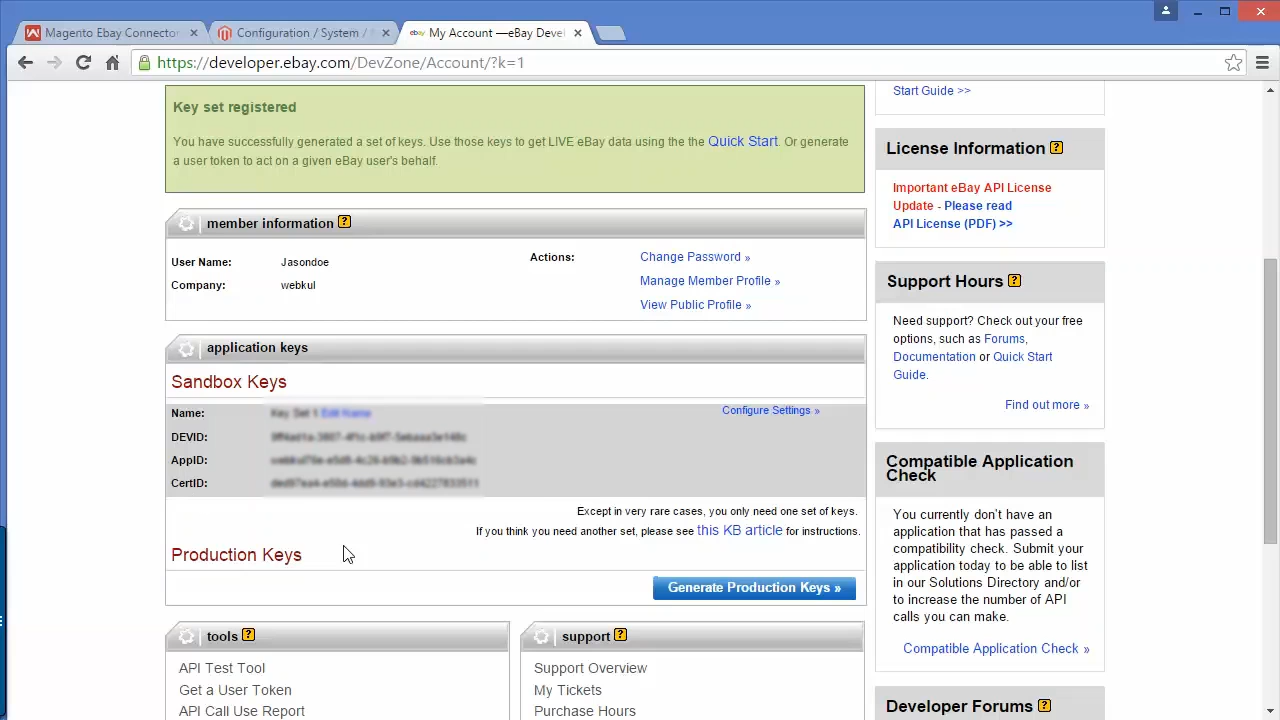 Magento Ebay Connector
Configuration / System /
My Account —eBay Devel
https://developer.ebay.com/DevZone/Account/?k=1
Key set registered
You have successfully generated a set of keys. Use those keys to get LIVE eBay data using the the Quick Start. Or generate
a user token to act on a given eBay user's behalf.
member information
User Name: Jasondoe
Company: webkul
Actions: Change Password »
Manage Member Profile »
View Public Profile »
application keys
Sandbox Keys
Name: Key Set 1 Edit Name
Configure Settings »
DEVID:
AppID:
CertID:
Except in very rare cases, you only need one set of keys.
If you think you need another set, please see this KB article for instructions.
Production Keys
Generate Production Keys »
tools
API Test Tool
Get a User Token
API Call Use Report
support
Support Overview
My Tickets
Purchase Hours
Start Guide >>
License Information
Important eBay API License
Update - Please read
API License (PDF) >>
Support Hours
Need support? Check out your free
options, such as Forums,
Documentation or Quick Start
Guide.
Find out more »
Compatible Application
Check
You currently don't have an
application that has passed a
compatibility check. Submit your
application today to be able to list
in our Solutions Directory and/or
to increase the number of API
calls you can make.
Compatible Application Check »
Developer Forums